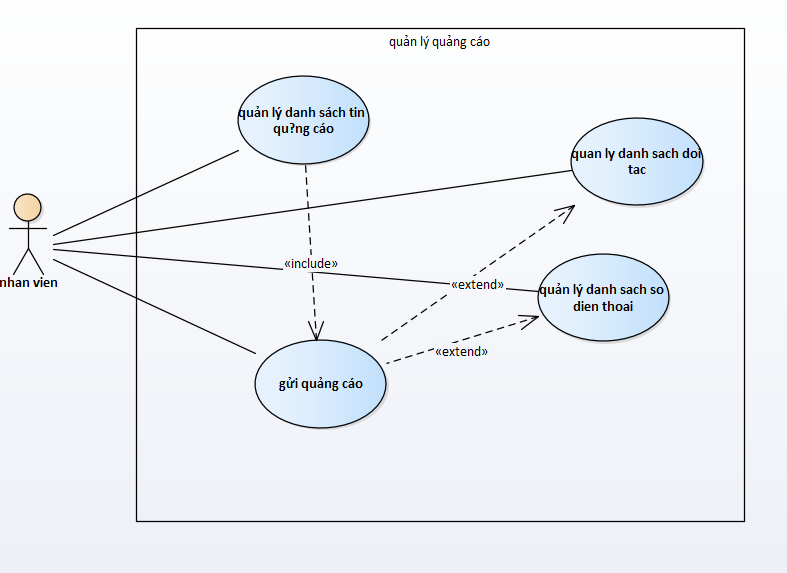 quản lý quảng cáo
quản lý danh sách tin
qu?ng cáo
quan ly danh sach doi
tac
nhan vien
«include»
«extend»
quản lý danh sach so
dien thoai
«extend»
gửi quảng cáo